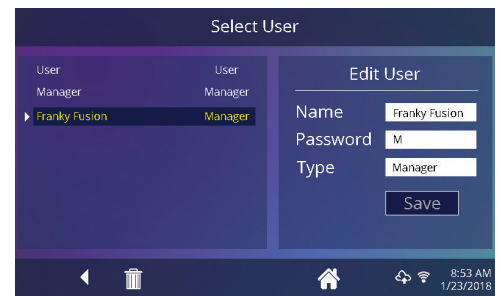 Select User
User User
Manager Manager
Franky Fusion Manager
Edit User
Name Franky Fusion
Password M
Type Manager
Save
8:53 AM
1/23/2018